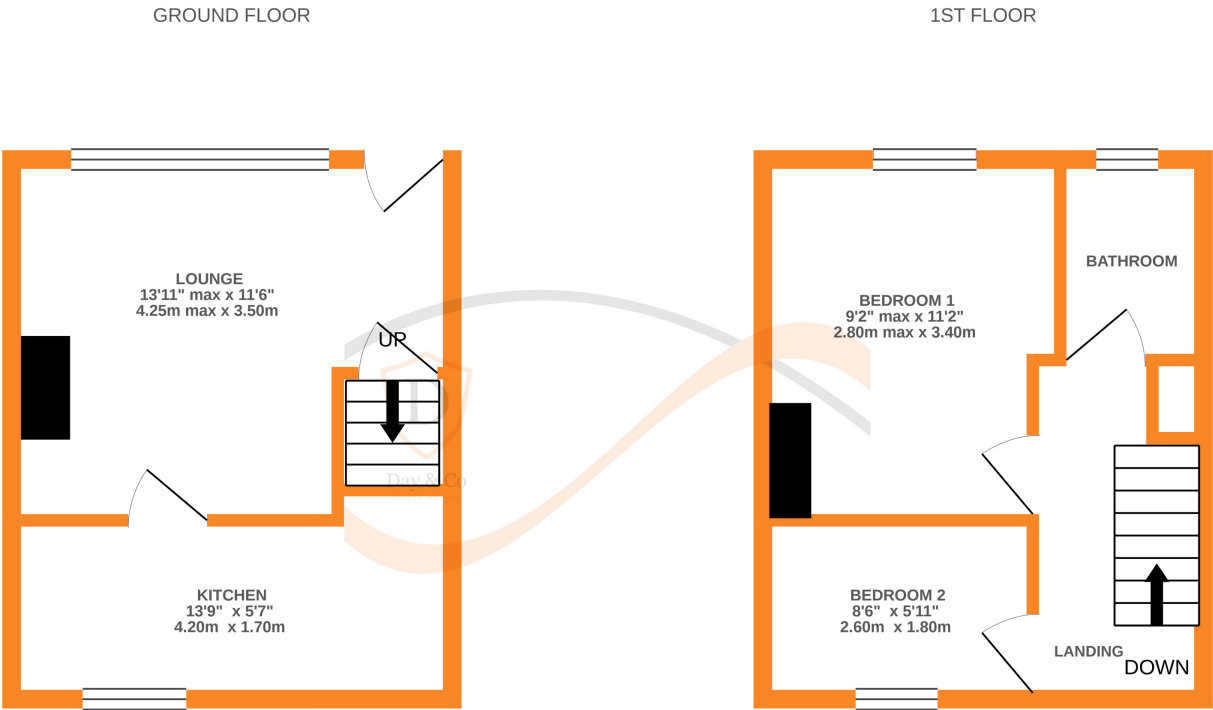 GROUND FLOOR
LOUNGE
13'11" max x 11'6"
4.25m max x 3.50m
UP
D
Day & Co
KITCHEN
13'9" x 5'7"
4.20m x 1.70m
1ST FLOOR
BATHROOM
BEDROOM 1
9'2" max x 11'2"
2.80m max x 3.40m
BEDROOM 2
8'6" x 5'11"
2.60m x 1.80m
LANDING
DOWN